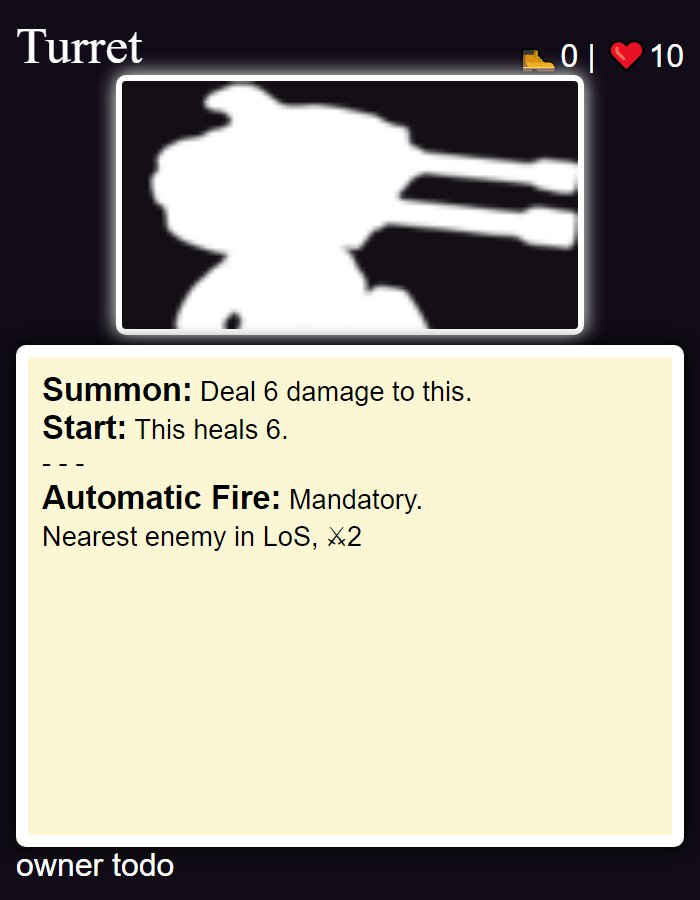 Turret
🥾0 | ❤️10
Summon: Deal 6 damage to this.
Start: This heals 6.
- - -
Automatic Fire: Mandatory.
Nearest enemy in LoS, ⚔2
owner todo